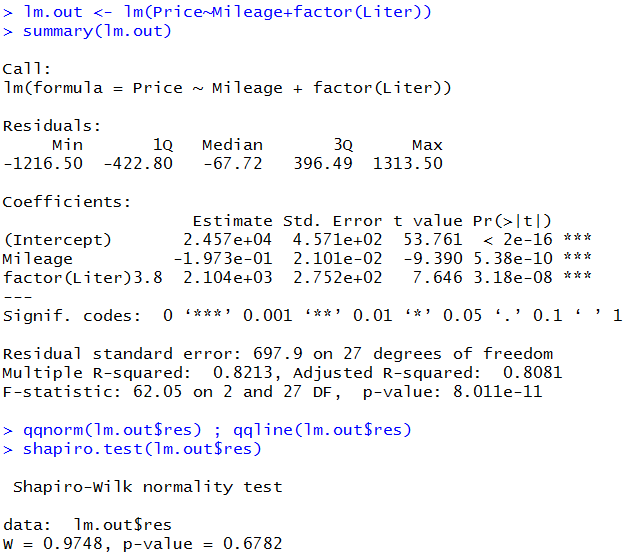 > lm.out <- lm(Price~Mileage+factor(Liter))
> summary(lm.out)
Call:
lm(formula = Price ~ Mileage + factor(Liter))
Residuals:
     Min       1Q   Median       3Q      Max
-1216.50  -422.80   -67.72   396.49  1313.50
Coefficients:
                   Estimate Std. Error t value Pr(>|t|)
(Intercept)       2.457e+04  4.571e+02  53.761  < 2e-16 ***
Mileage          -1.973e-01  2.101e-02  -9.390 5.38e-10 ***
factor(Liter)3.8  2.104e+03  2.752e+02   7.646 3.18e-08 ***
---
Signif. codes:  0 ‘***’ 0.001 ‘**’ 0.01 ‘*’ 0.05 ‘.’ 0.1 ‘ ’ 1
Residual standard error: 697.9 on 27 degrees of freedom
Multiple R-squared:  0.8213, Adjusted R-squared:  0.8081
F-statistic: 62.05 on 2 and 27 DF,  p-value: 8.011e-11
> qqnorm(lm.out$res) ; qqline(lm.out$res)
> shapiro.test(lm.out$res)
 Shapiro-Wilk normality test
data:  lm.out$res
W = 0.9748, p-value = 0.6782